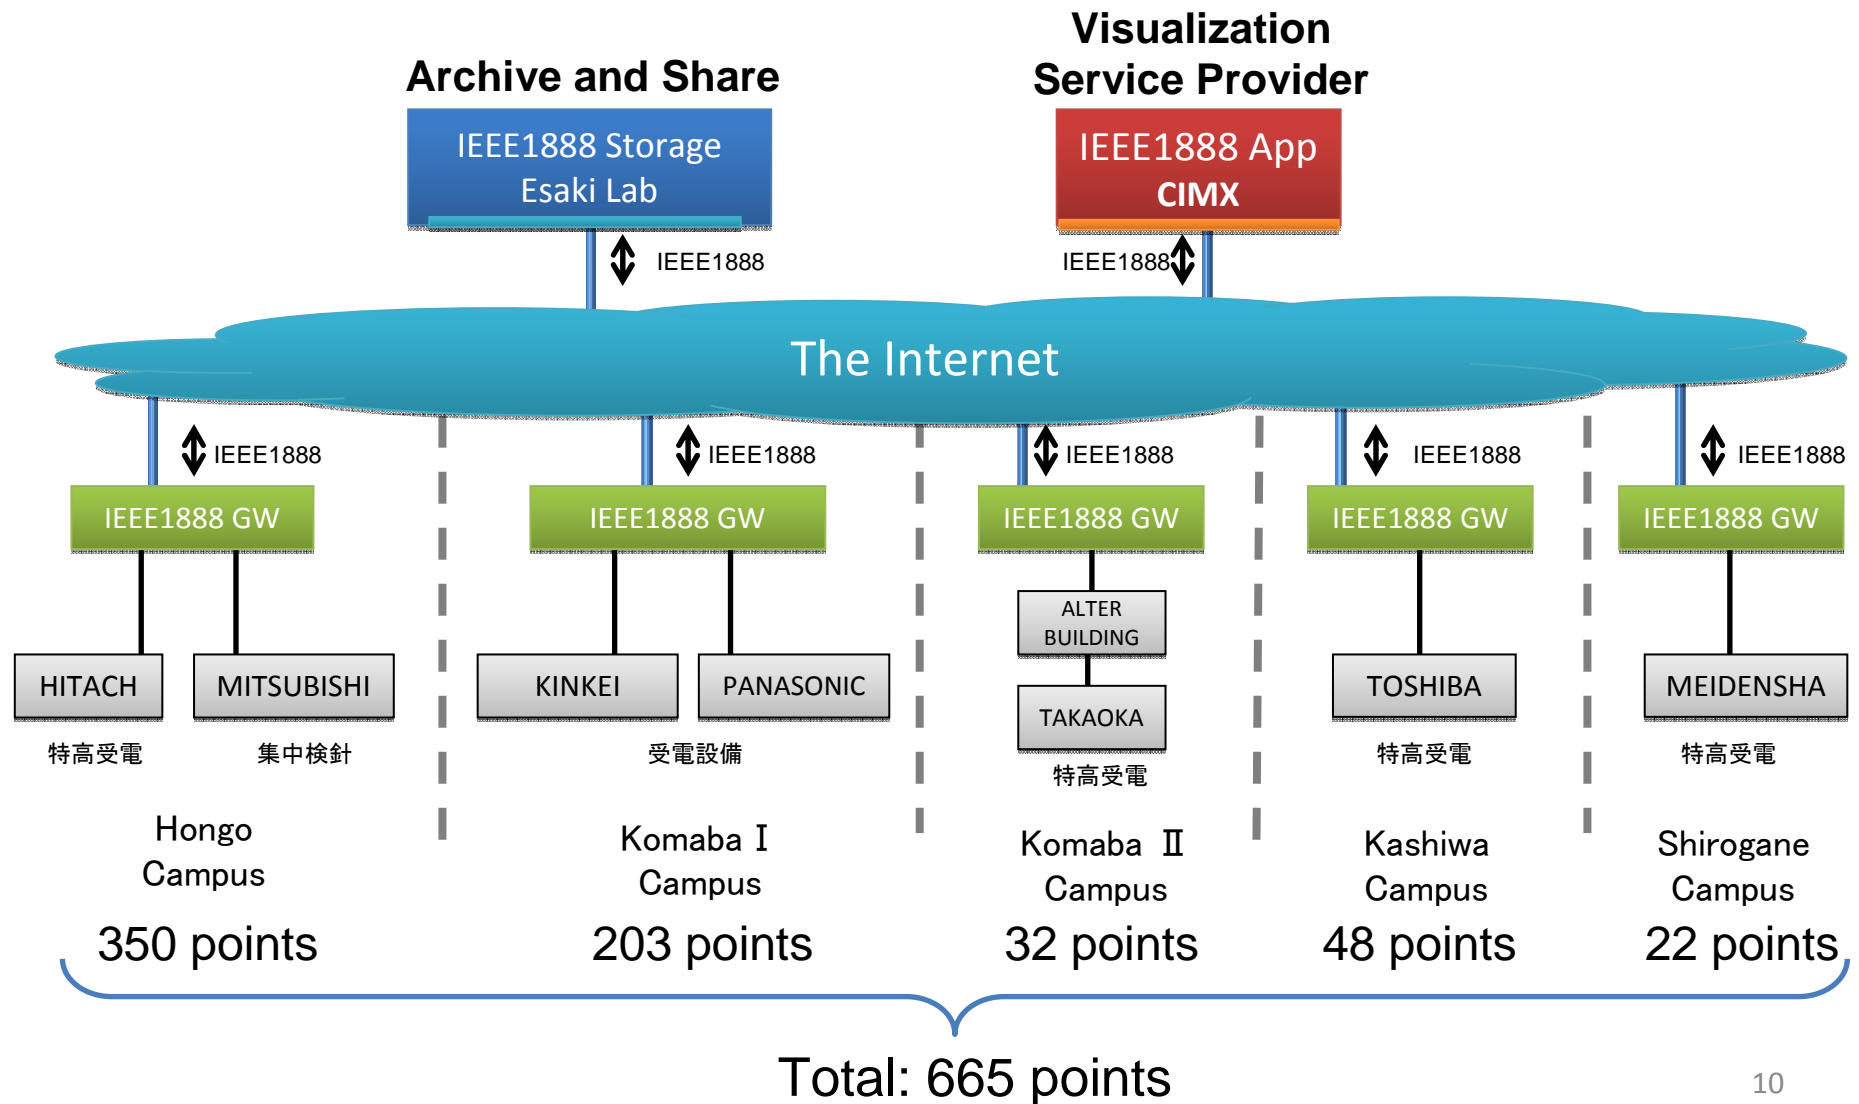 Archive and Share
Visualization
Service Provider
IEEE1888 Storage
Esaki Lab
IEEE1888 App
CIMX
IEEE1888
IEEE1888
The Internet
IEEE1888
IEEE1888
IEEE1888
IEEE1888
IEEE1888
IEEE1888 GW
IEEE1888 GW
IEEE1888 GW
IEEE1888 GW
IEEE1888 GW
ALTER
BUILDING
HITACH
MITSUBISHI
KINKEI
PANASONIC
TAKAOKA
TOSHIBA
MEIDENSHA
特高受電
集中検針
受電設備
特高受電
特高受電
特高受電
Hongo
Campus
Komaba Ⅰ
Campus
Komaba Ⅱ
Campus
Kashiwa
Campus
Shirogane
Campus
350 points
203 points
32 points
48 points
22 points
Total: 665 points
10